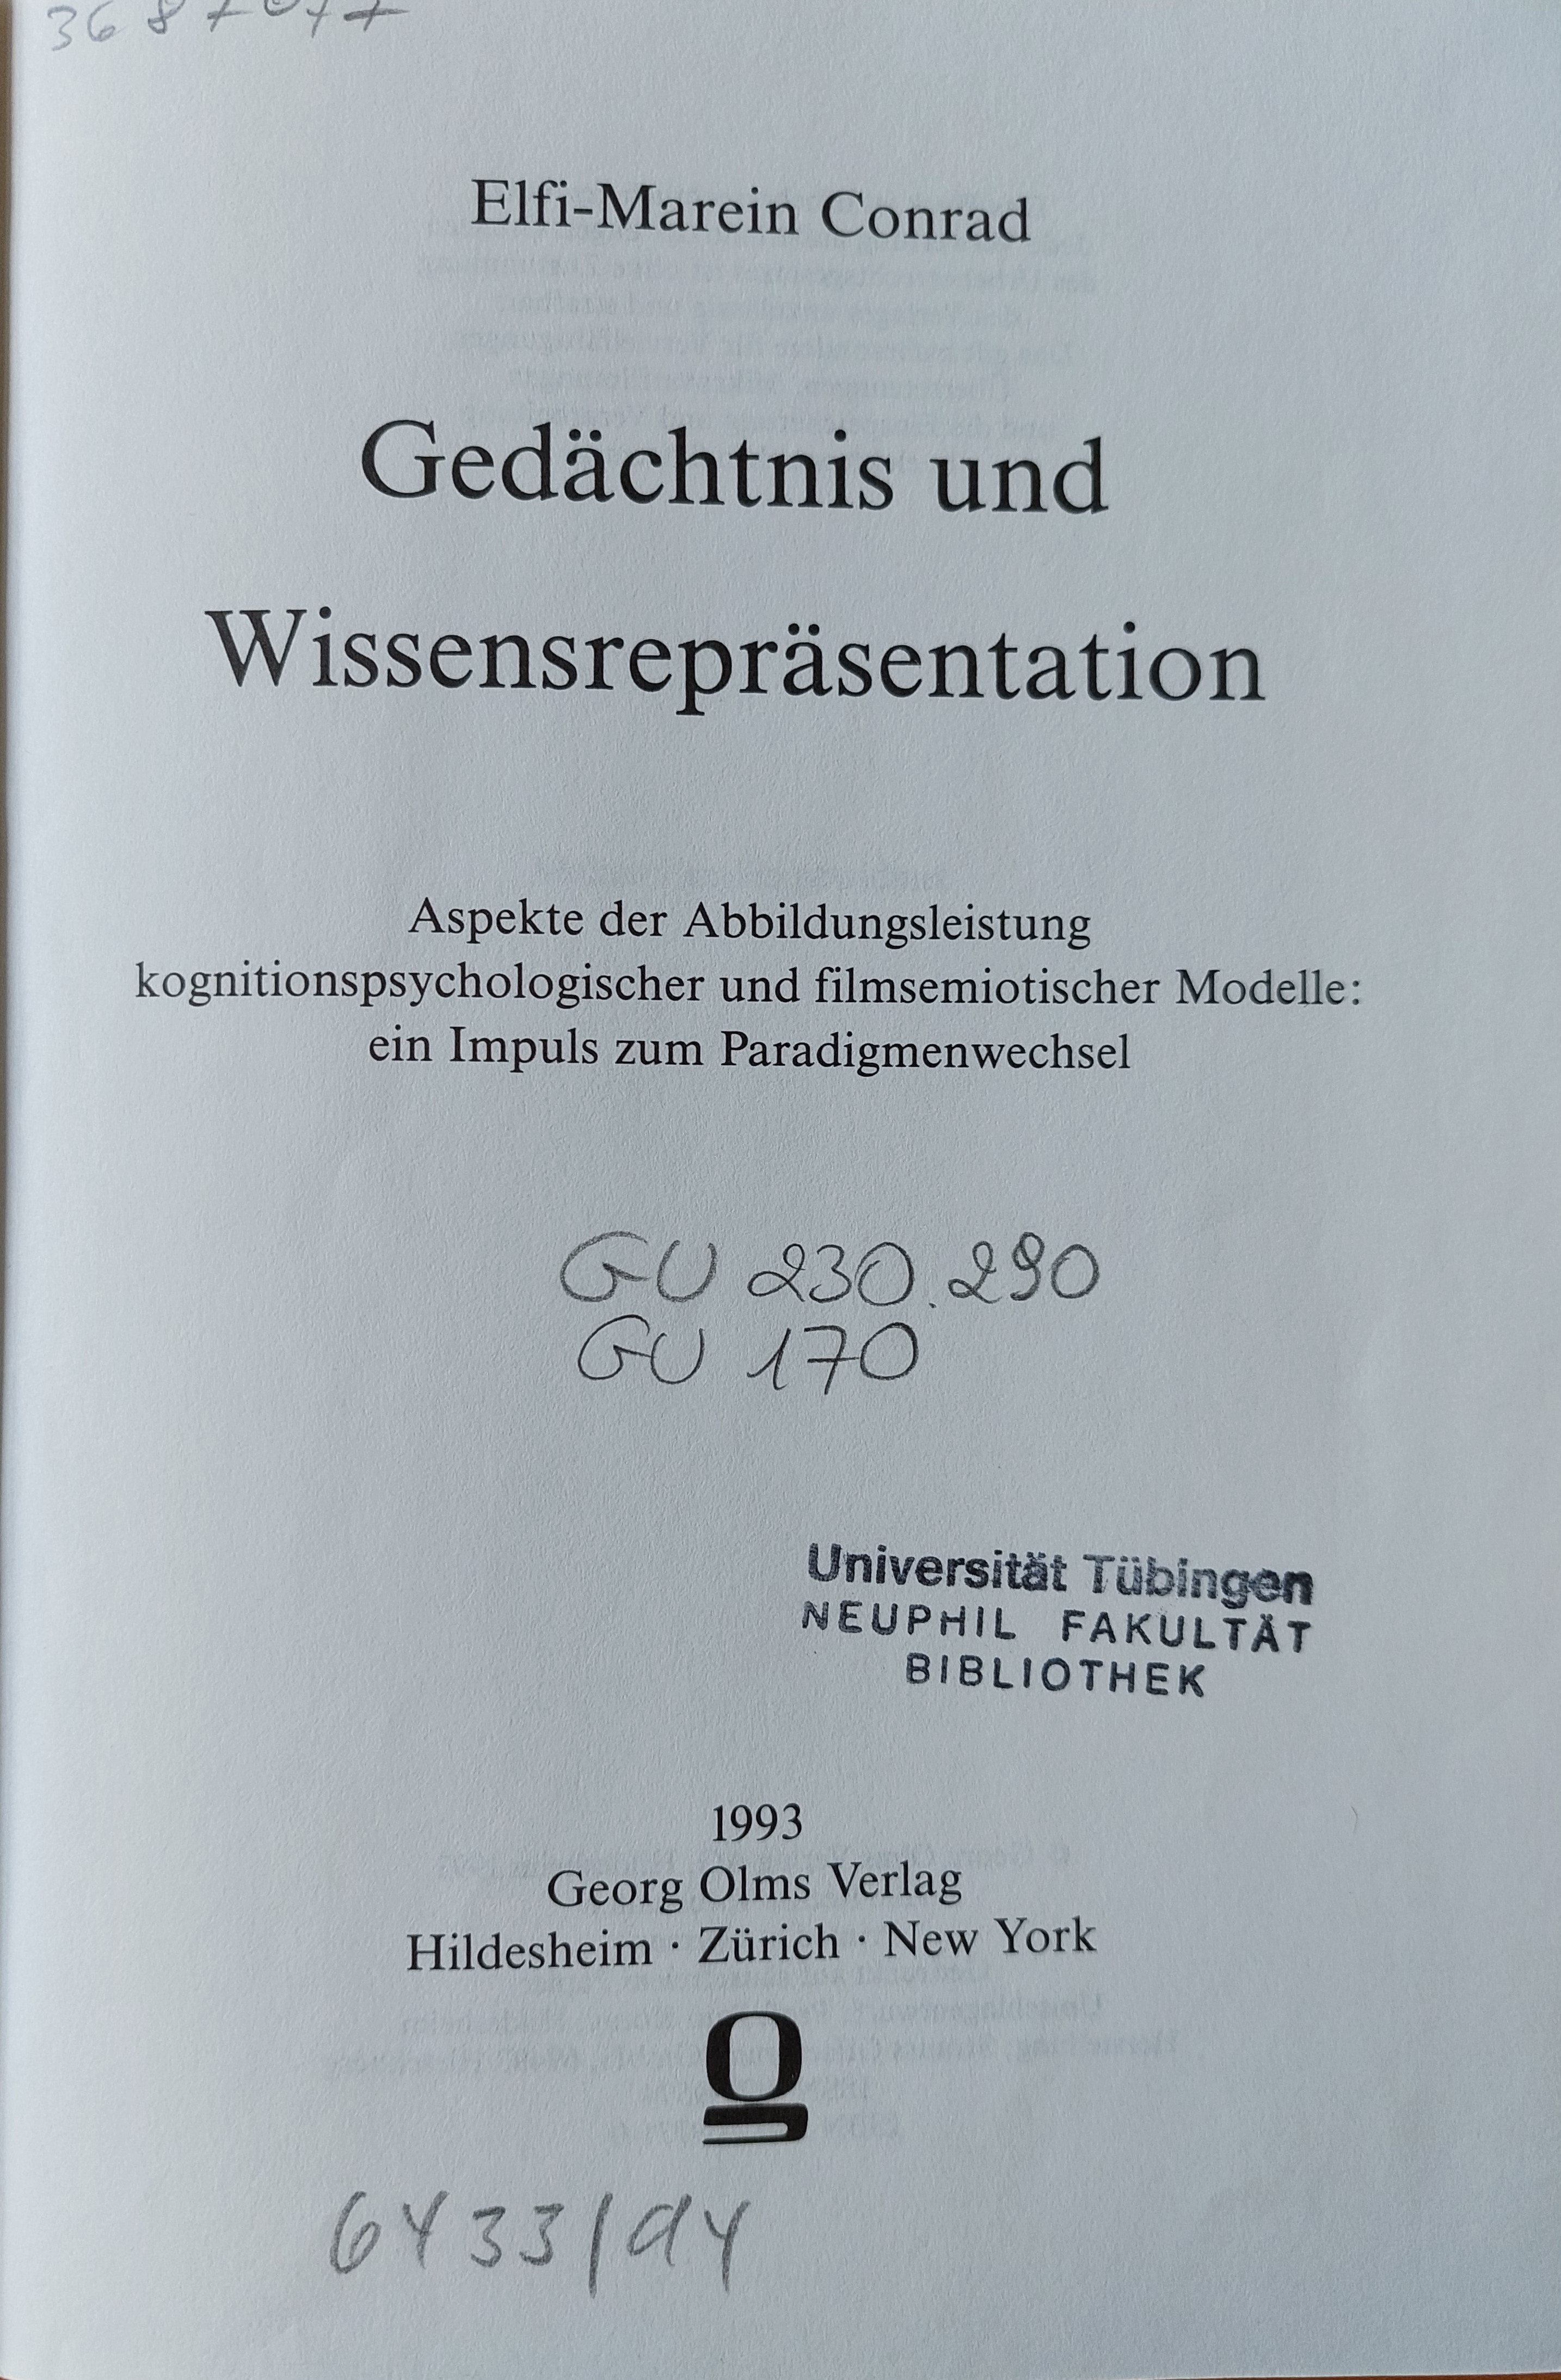 Elfi-Marein Conrad
Gedächtnis und
Wissensrepräsentation
Aspekte der Abbildungsleistung
kognitionspsychologischer und filmsemiotischer Modelle:
ein Impuls zum Paradigmenwechsel
GU 230.290
GU 170
Universität Tübingen
NEUPHIL FAKULTÄT
BIBLIOTHEK
1993
Georg Olms Verlag
Hildesheim · Zürich · New York
6433/94